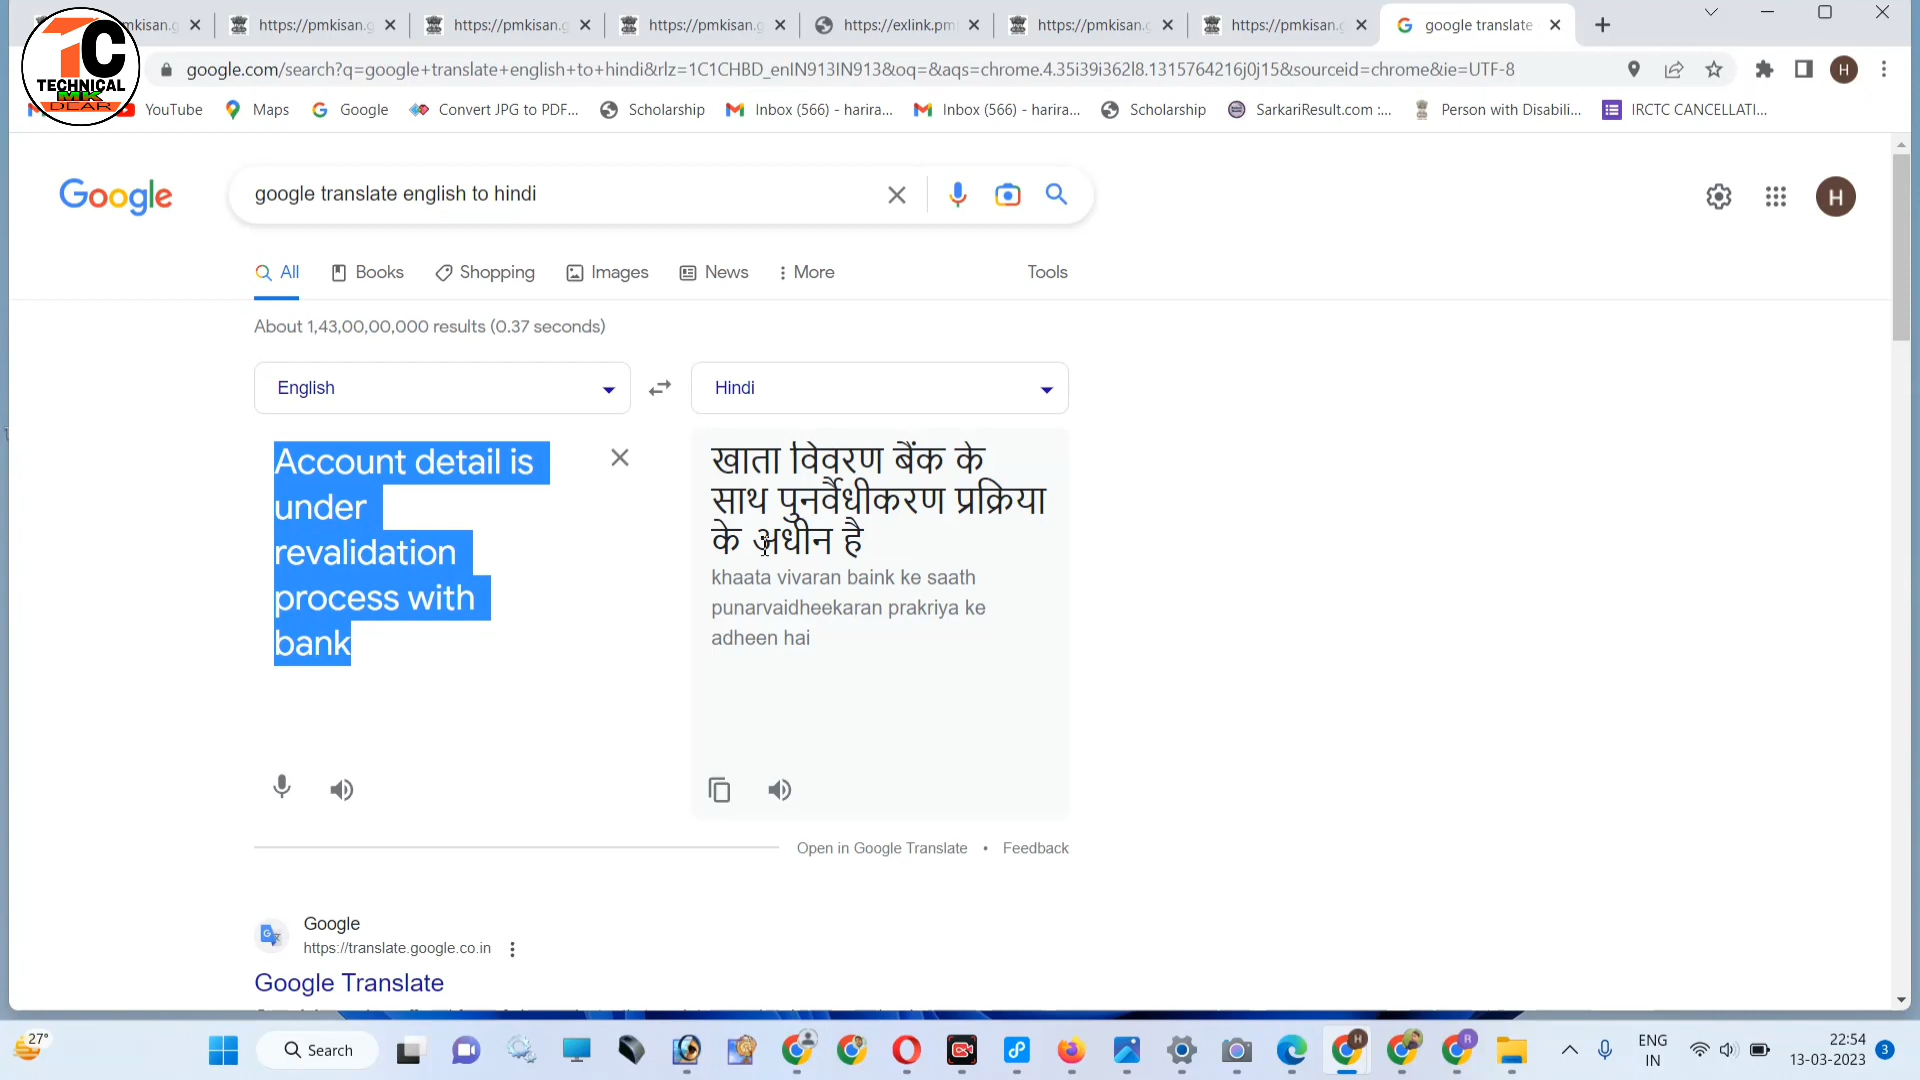 TC
TECHNICAL
MK
DEAR
mkisan.g
https://pmkisan.g
https://pmkisan.g
https://pmkisan.g
https://exlink.pm
https://pmkisan.g
https://pmkisan.g
google translate
google.com/search?q=google+translate+english+to+hindi&rlz=1C1CHBD_enIN913IN913&oq=&aqs=chrome.4.35i39i362l8.1315764216j0j15&sourceid=chrome&ie=UTF-8
H
YouTube
Maps
Google
Convert JPG to PDF...
Scholarship
Inbox (566) - harira...
Inbox (566) - harira...
Scholarship
SarkariResult.com :...
Person with Disabili...
IRCTC CANCELLATI...
Google
google translate english to hindi
H
All
Books
Shopping
Images
News
More
Tools
About 1,43,00,00,000 results (0.37 seconds)
English
Hindi
Account detail is
under
revalidation
process with
bank
खाता विवरण बैंक के
साथ पुनर्वैधीकरण प्रक्रिया
के अधीन है
khaata vivaran baink ke saath
punarvaidheekaran prakriya ke
adheen hai
Open in Google Translate • Feedback
Google
https://translate.google.co.in
Google Translate
27°
Search
ENG
IN
22:54
13-03-2023
3